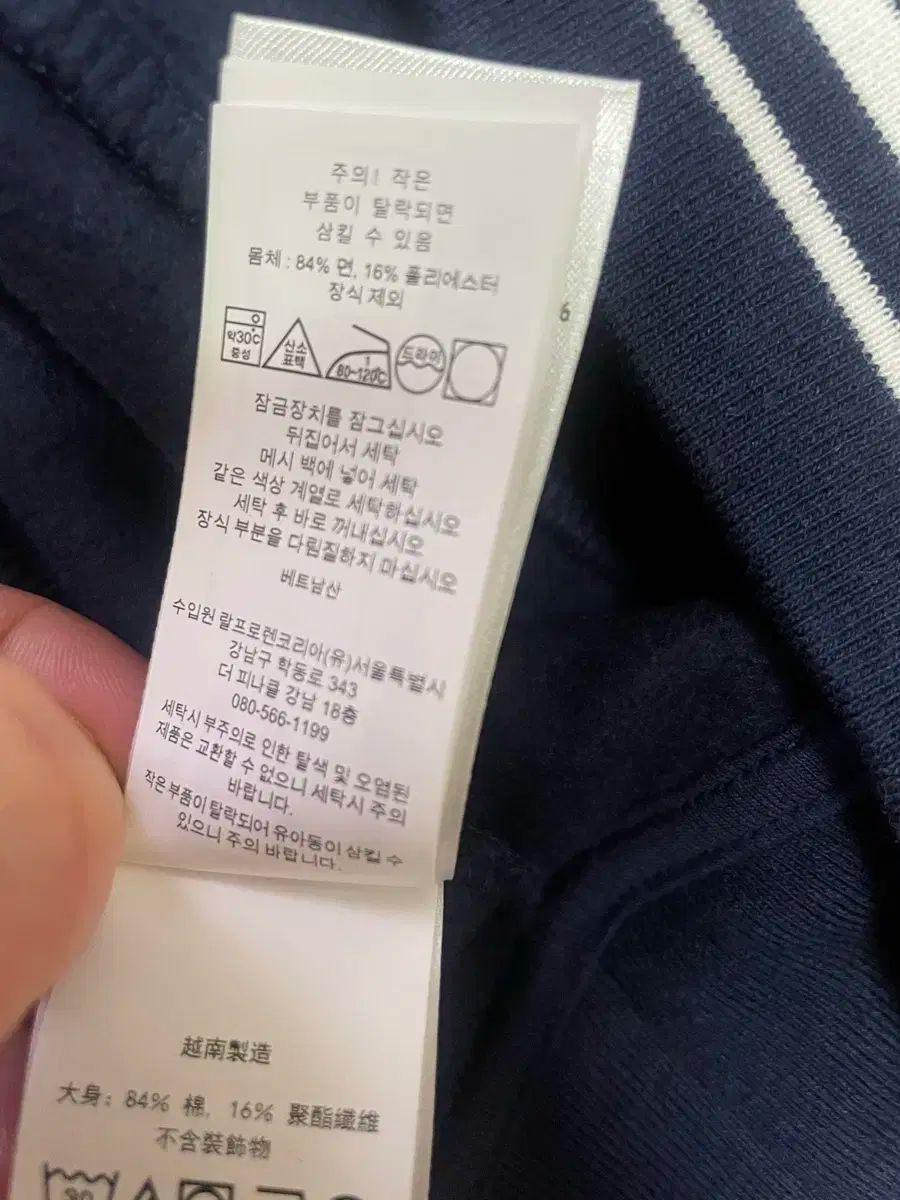 주의! 작은
부품이 탈락되면
삼킬 수 있음
몸체 : 84% 면, 16% 폴리에스터
장식 제외
6
약30℃
중성
산소
표백
1
80~120℃
드라이
잠금장치를 잠그십시오
뒤집어서 세탁
메시 백에 넣어 세탁
같은 색상 계열로 세탁하십시오
세탁 후 바로 꺼내십시오
장식 부분을 다림질하지 마십시오
베트남산
수입원 랄프로렌코리아(유)서울특별시
강남구 학동로 343
더 피나클 강남 18층
080-566-1199
세탁시 부주의로 인한 탈색 및 오염된
제품은 교환할 수 없으니 세탁시 주의
바랍니다.
작은 부품이 탈락되어 유아동이 삼킬 수
있으니 주의 바랍니다.
越南製造
大身: 84% 棉, 16% 聚酯纖維
不含裝飾物
30